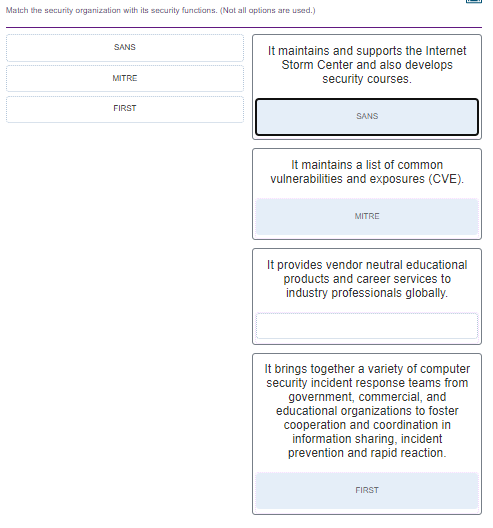 Match the security organization with its security functions. (Not all options are used.)
SANS
MITRE
FIRST
It maintains and supports the Internet
Storm Center and also develops
security courses.
SANS
It maintains a list of common
vulnerabilities and exposures (CVE).
MITRE
It provides vendor neutral educational
products and career services to
industry professionals globally.
It brings together a variety of computer
security incident response teams from
government, commercial, and
educational organizations to foster
cooperation and coordination in
information sharing, incident
prevention and rapid reaction.
FIRST